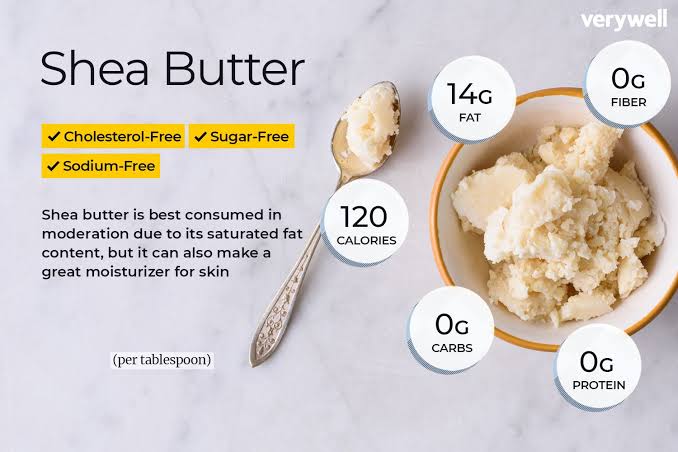 verywell
Shea Butter
Cholesterol-Free
Sugar-Free
Sodium-Free
Shea butter is best consumed in
moderation due to its saturated fat
content, but it can also make a
great moisturizer for skin
(per tablespoon)
14G
FAT
0G
FIBER
120
CALORIES
0G
CARBS
0G
PROTEIN